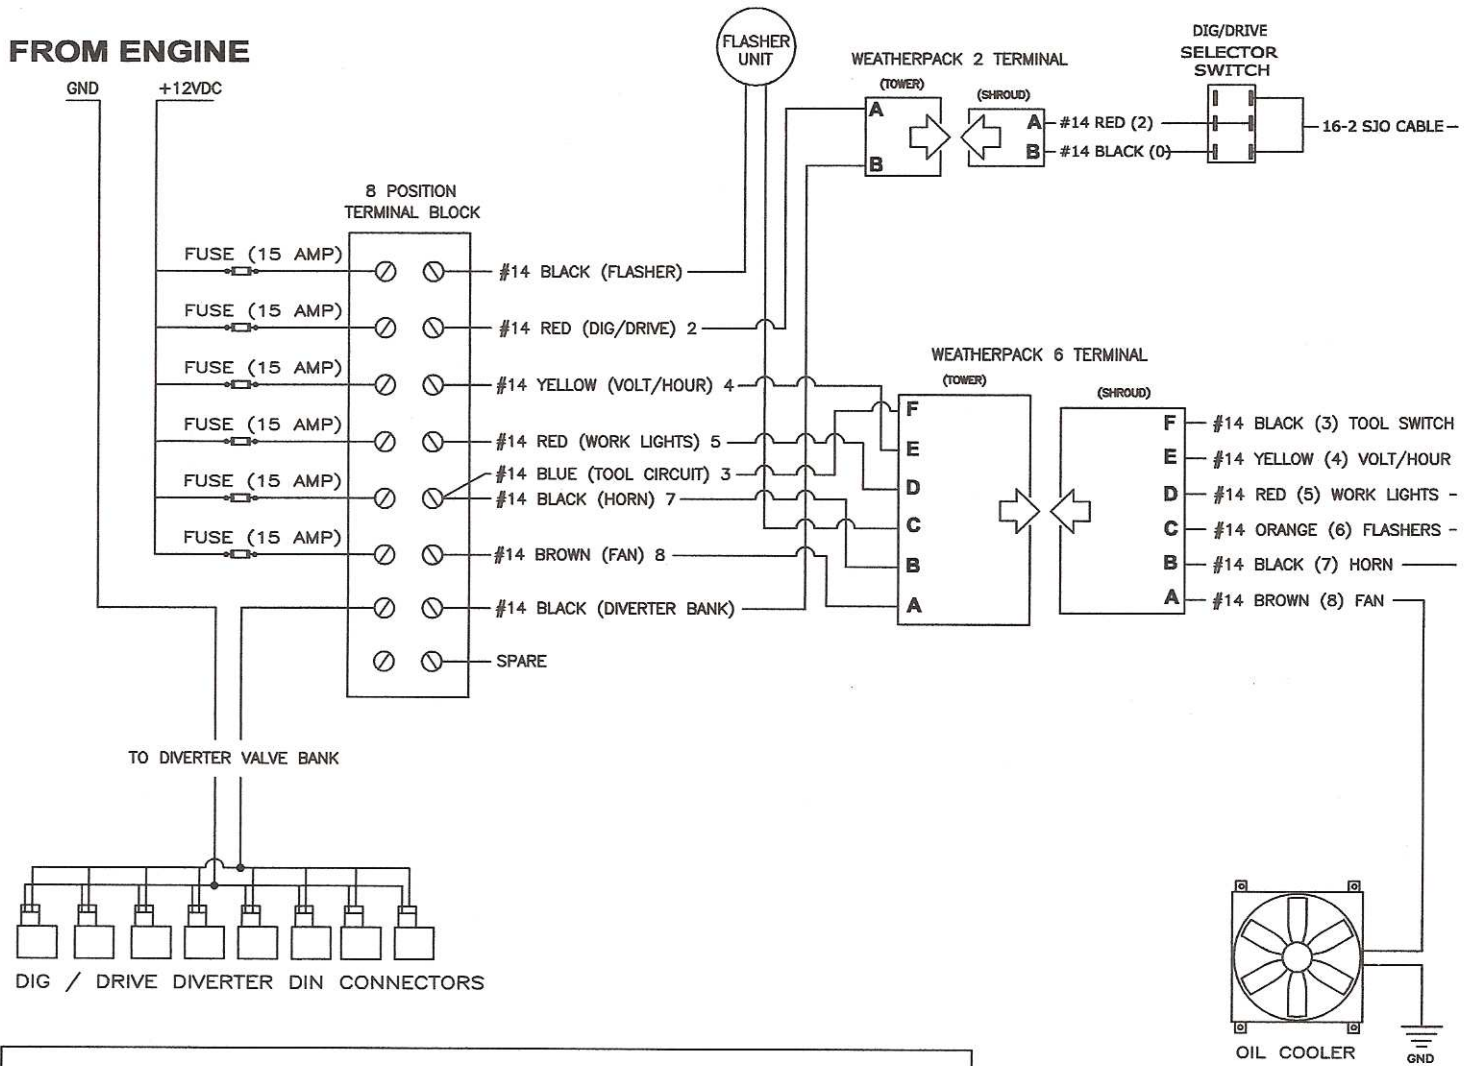 FROM ENGINE
GND
+12VDC
FLASHER
UNIT
WEATHERPACK 2 TERMINAL
(TOWER)
(SHROUD)
A
B
A
B
#14 RED (2)
#14 BLACK (0)
DIG/DRIVE
SELECTOR
SWITCH
16-2 SJO CABLE
8 POSITION
TERMINAL BLOCK
FUSE (15 AMP)
#14 BLACK (FLASHER)
FUSE (15 AMP)
#14 RED (DIG/DRIVE) 2
FUSE (15 AMP)
#14 YELLOW (VOLT/HOUR) 4
FUSE (15 AMP)
#14 RED (WORK LIGHTS) 5
#14 BLUE (TOOL CIRCUIT) 3
FUSE (15 AMP)
#14 BLACK (HORN) 7
FUSE (15 AMP)
#14 BROWN (FAN) 8
#14 BLACK (DIVERTER BANK)
SPARE
WEATHERPACK 6 TERMINAL
(TOWER)
(SHROUD)
F
E
D
C
B
A
F #14 BLACK (3) TOOL SWITCH
E #14 YELLOW (4) VOLT/HOUR
D #14 RED (5) WORK LIGHTS
C #14 ORANGE (6) FLASHERS
B #14 BLACK (7) HORN
A #14 BROWN (8) FAN
TO DIVERTER VALVE BANK
DIG / DRIVE DIVERTER DIN CONNECTORS
OIL COOLER
GND